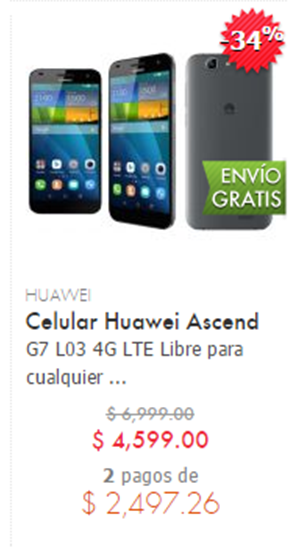 -34%
ENVÍO
GRATIS
HUAWEI
Celular Huawei Ascend
G7 L03 4G LTE Libre para
cualquier ...
$ 6,999.00
$ 4,599.00
2 pagos de
$ 2,497.26